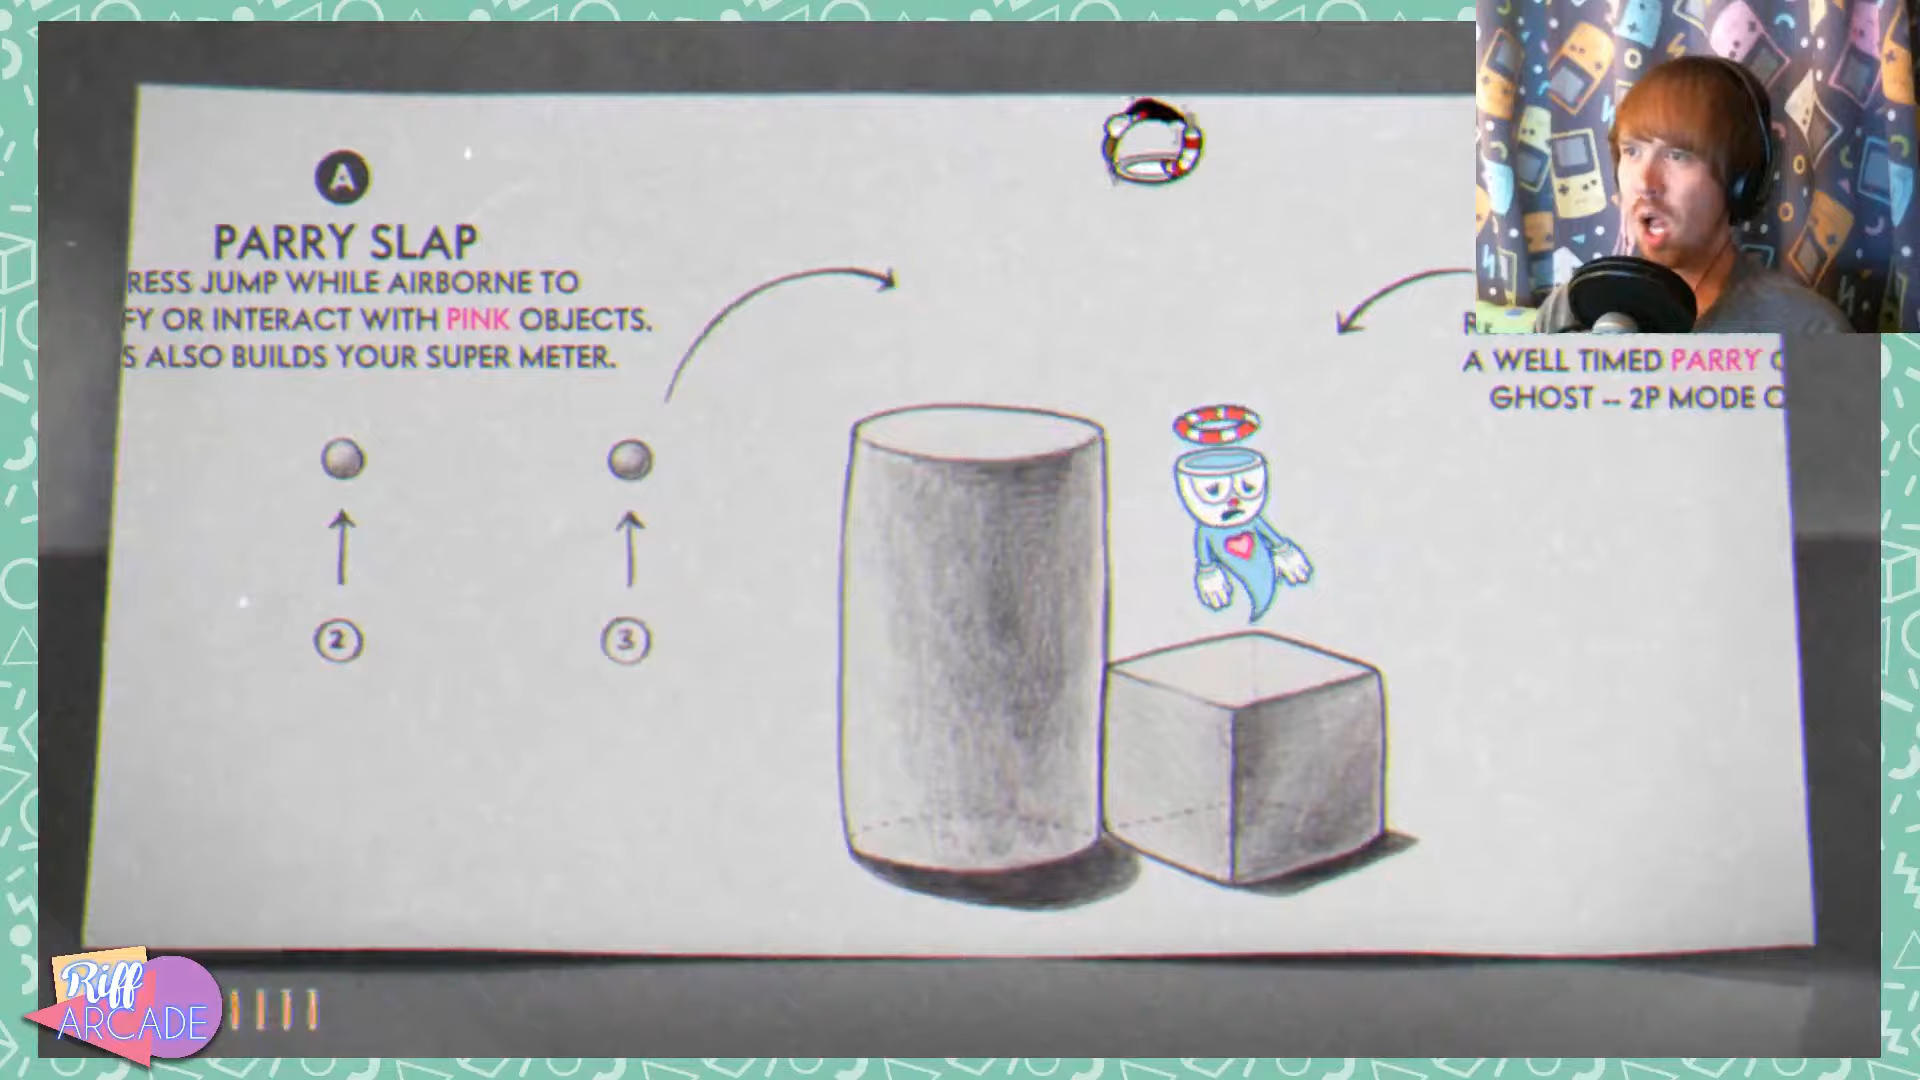 A
PARRY SLAP
RESS JUMP WHILE AIRBORNE TO
FY OR INTERACT WITH PINK OBJECTS.
S ALSO BUILDS YOUR SUPER METER.
2
3
A WELL TIMED PARRY
GHOST -- 2P MODE
Riff
ARCADE